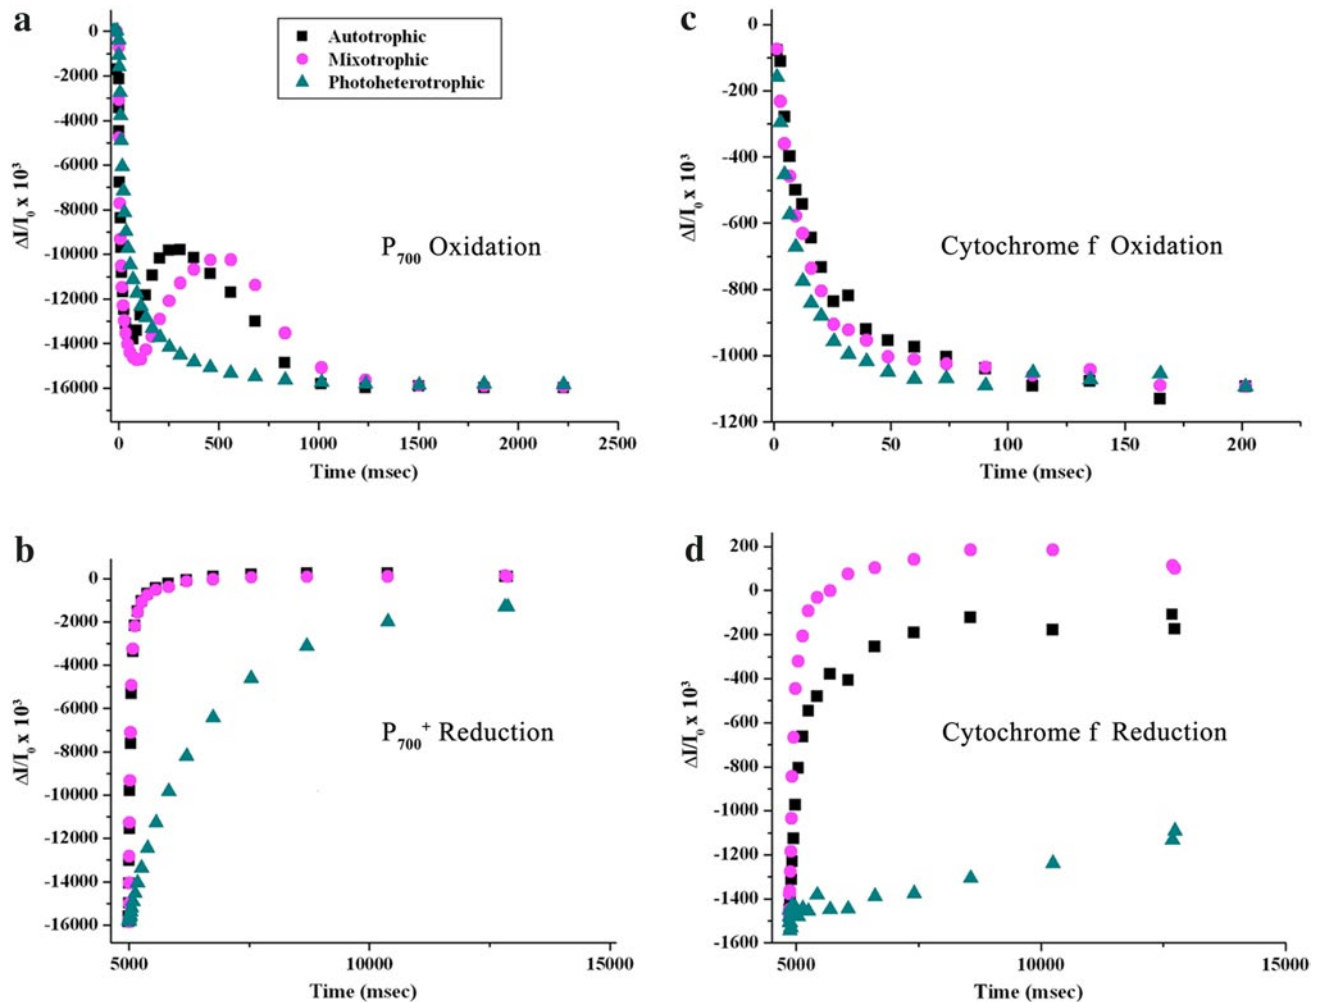 a
0
-2000
-4000
-6000
-8000
-10000
-12000
-14000
-16000
ΔI/I₀ x 10³
Autotrophic
Mixotrophic
Photoheterotrophic
P₇₀₀ Oxidation
0
500
1000
1500
2000
2500
Time (msec)
c
0
-200
-400
-600
-800
-1000
-1200
ΔI/I₀ x 10³
Cytochrome f Oxidation
0
50
100
150
200
Time (msec)
b
0
-2000
-4000
-6000
-8000
-10000
-12000
-14000
-16000
ΔI/I₀ x 10³
P₇₀₀⁺ Reduction
5000
10000
15000
Time (msec)
d
200
0
-200
-400
-600
-800
-1000
-1200
-1400
-1600
ΔI/I₀ x 10³
Cytochrome f Reduction
5000
10000
15000
Time (msec)